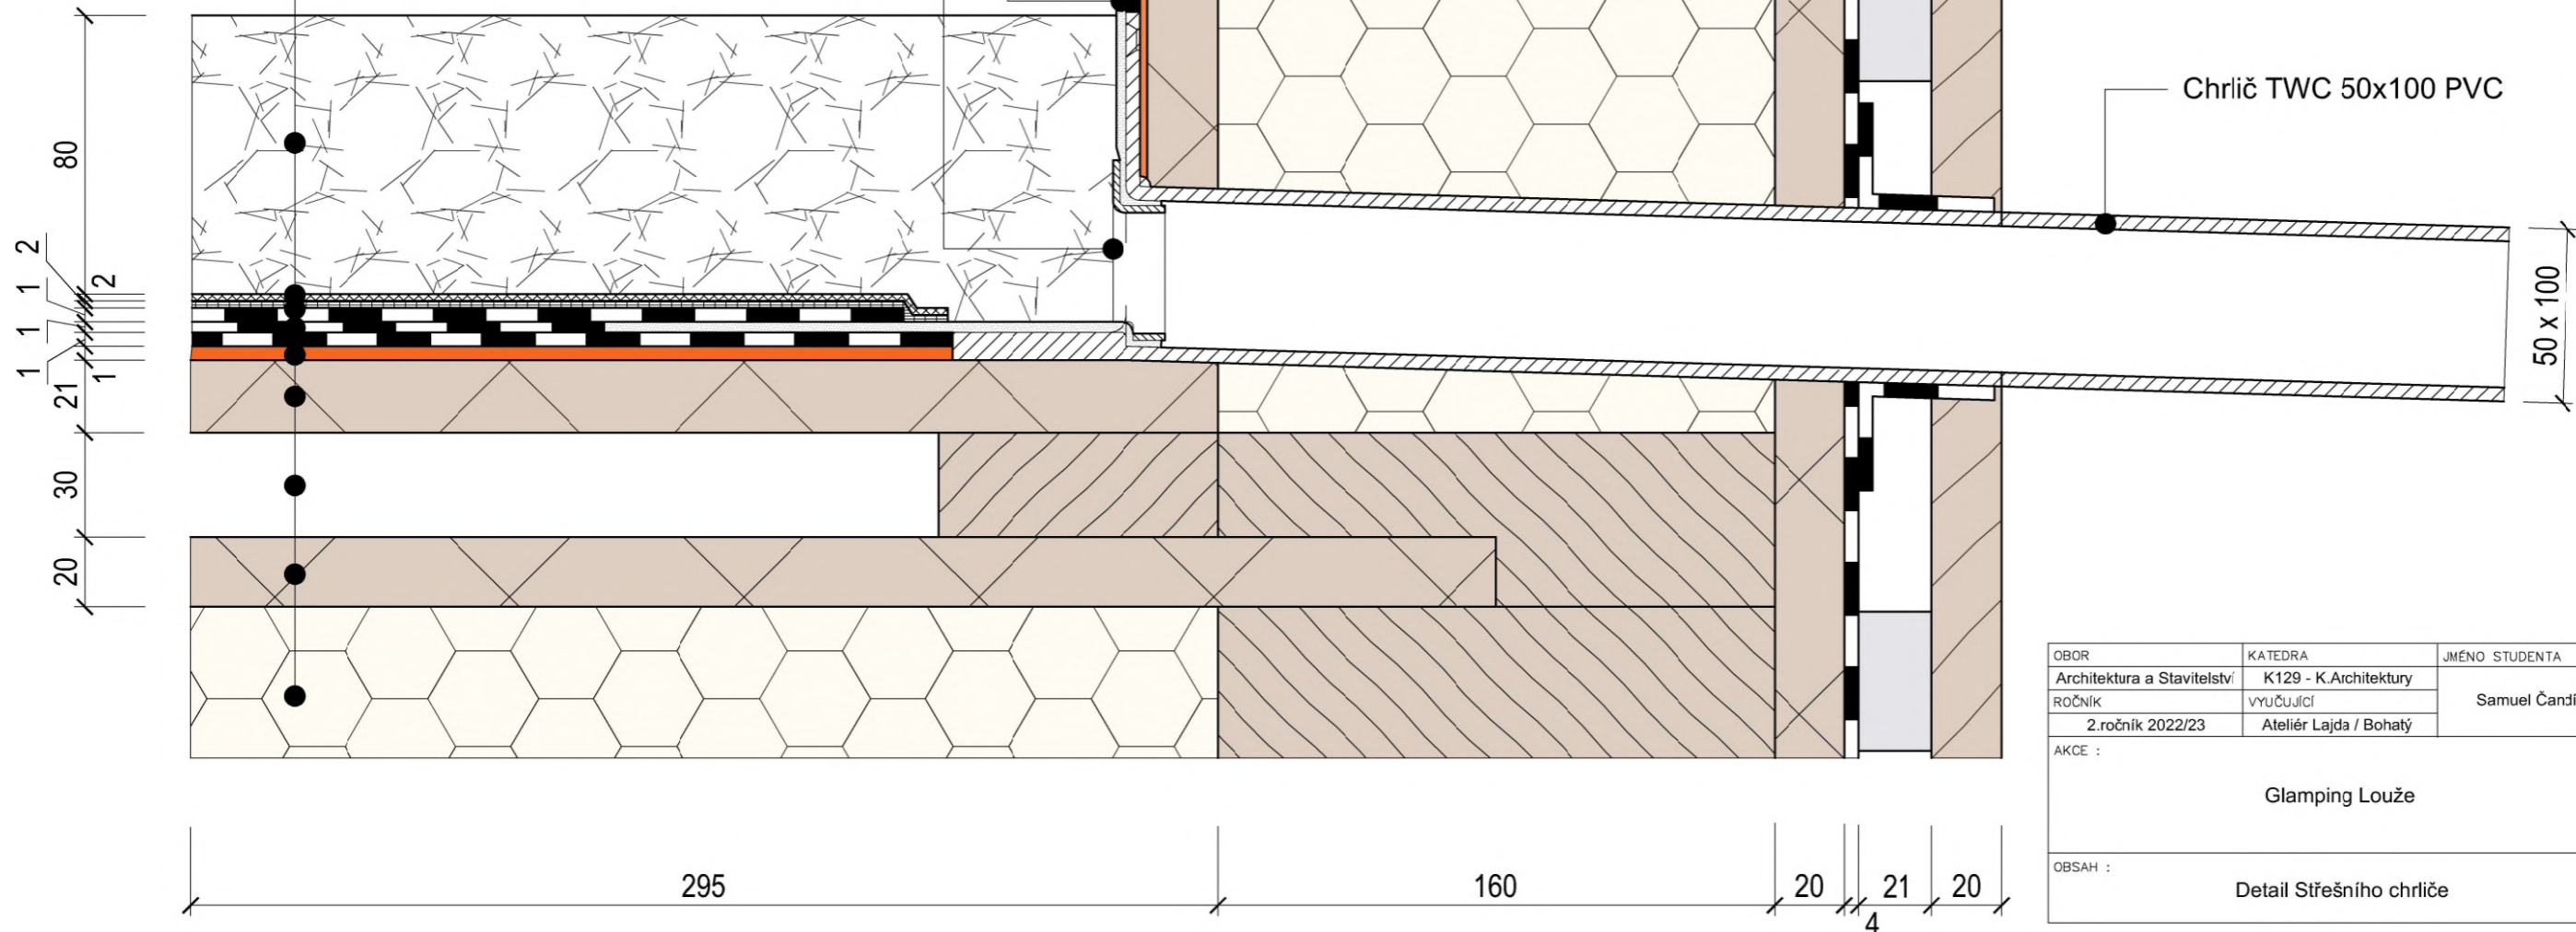 Chrlič TWC 50x100 PVC
80
2
1
2
1
1
1
21
30
20
50 x 100
295
160
20
4
21
20
OBOR
KATEDRA
JMÉNO STUDENTA
Architektura a Stavitelství
K129 - K.Architektury
ROČNÍK
VYUČUJÍCÍ
Samuel
2.ročník 2022/23
Ateliér Lajda / Bohatý
AKCE :
Glamping Louže
OBSAH :
Detail Střešního chrliče